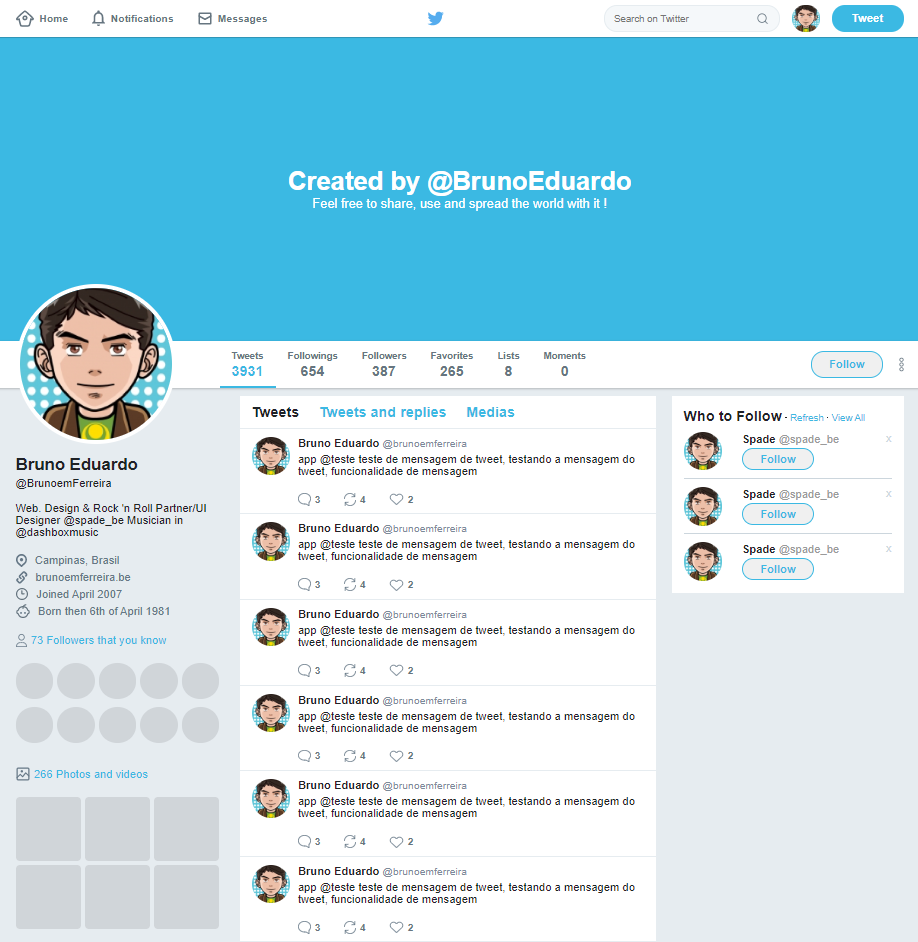 Home Notifications Messages Search on Twitter Tweet
Created by @BrunoEduardo
Feel free to share, use and spread the world with it !
Tweets Followings Followers Favorites Lists Moments
3931 654 387 265 8 0
Follow
Bruno Eduardo
@BrunoemFerreira
Web. Design & Rock 'n Roll Partner/UI
Designer @spade_be Musician in
@dashboxmusic
Campinas, Brasil
brunoemferreira.be
Joined April 2007
Born then 6th of April 1981
73 Followers that you know
266 Photos and videos
Tweets Tweets and replies Medias
Bruno Eduardo @brunoemferreira
app @teste teste de mensagem de tweet, testando a mensagem do
tweet, funcionalidade de mensagem
3 4 2
Bruno Eduardo @brunoemferreira
app @teste teste de mensagem de tweet, testando a mensagem do
tweet, funcionalidade de mensagem
3 4 2
Bruno Eduardo @brunoemferreira
app @teste teste de mensagem de tweet, testando a mensagem do
tweet, funcionalidade de mensagem
3 4 2
Bruno Eduardo @brunoemferreira
app @teste teste de mensagem de tweet, testando a mensagem do
tweet, funcionalidade de mensagem
3 4 2
Bruno Eduardo @brunoemferreira
app @teste teste de mensagem de tweet, testando a mensagem do
tweet, funcionalidade de mensagem
3 4 2
Bruno Eduardo @brunoemferreira
app @teste teste de mensagem de tweet, testando a mensagem do
tweet, funcionalidade de mensagem
3 4 2
Who to Follow · Refresh · View All
Spade @spade_be x
Follow
Spade @spade_be x
Follow
Spade @spade_be x
Follow